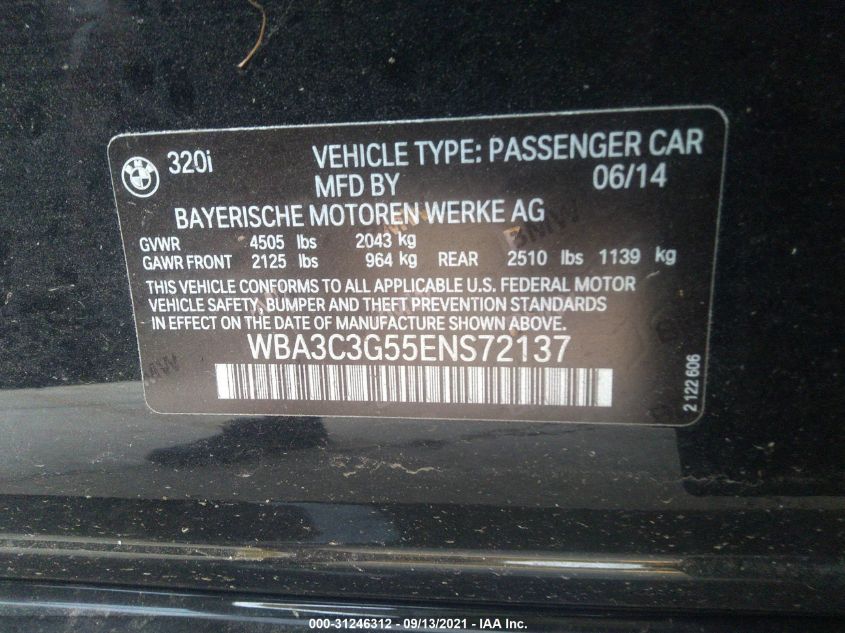 BMW 320i VEHICLE TYPE: PASSENGER CAR
MFD BY 06/14
BAYERISCHE MOTOREN WERKE AG
GVWR 4505 lbs 2043 kg
GAWR FRONT 2125 lbs 964 kg REAR 2510 lbs 1139 kg
THIS VEHICLE CONFORMS TO ALL APPLICABLE U.S. FEDERAL MOTOR
VEHICLE SAFETY, BUMPER AND THEFT PREVENTION STANDARDS
IN EFFECT ON THE DATE OF MANUFACTURE SHOWN ABOVE.
WBA3C3G55ENS72137
2 122 606
000-31246312 - 09/13/2021 - IAA Inc.